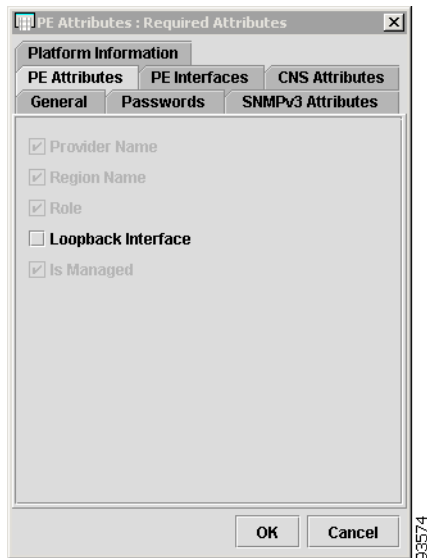 PE Attributes : Required Attributes
Platform Information
PE Attributes PE Interfaces CNS Attributes
General Passwords SNMPv3 Attributes
Provider Name
Region Name
Role
Loopback Interface
Is Managed
OK Cancel
93574